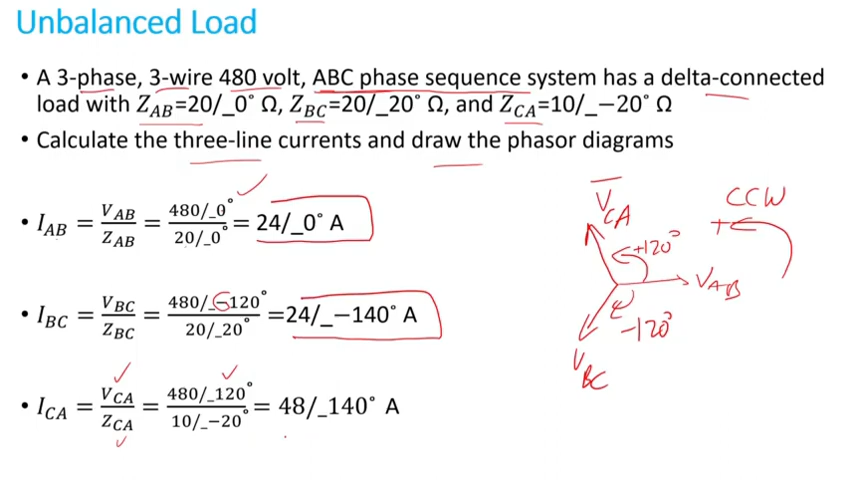 Unbalanced Load
• A 3-phase, 3-wire 480 volt, ABC phase sequence system has a delta-connected
load with Z_AB=20/_0° Ω, Z_BC=20/_20° Ω, and Z_CA=10/_−20° Ω
• Calculate the three-line currents and draw the phasor diagrams
• I_AB = V_AB/Z_AB = 480/_0°/20/_0 = 24/_0° A
• I_BC = V_BC/Z_BC = 480/_−120°/20/_20° =24/_−140° A
• I_CA = V_CA/Z_CA = 480/_120°/10/_−20° = 48/_140° A
V_CA
CCW
+
+120°
V_AB
-120°
V_BC